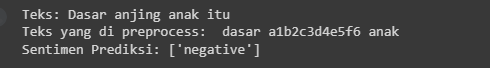 Teks: Dasar anjing anak itu
Teks yang di preprocess:  dasar a1b2c3d4e5f6 anak
Sentimen Prediksi: ['negative']